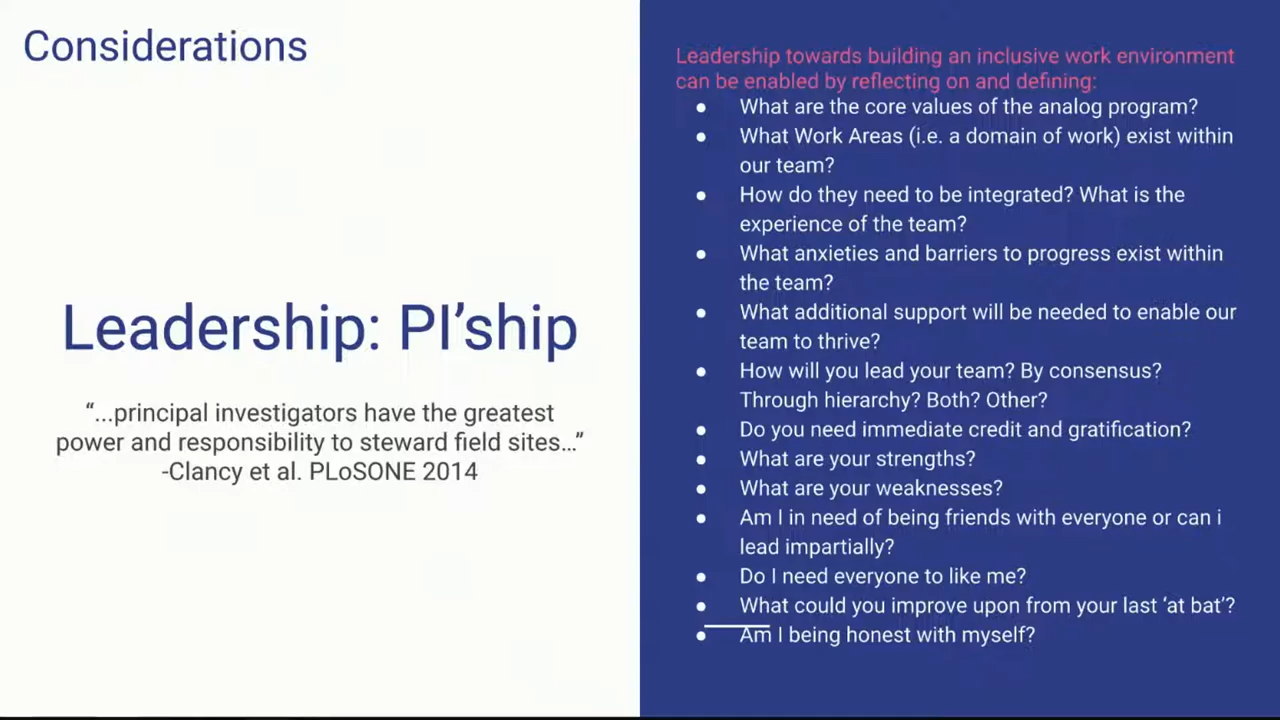 Considerations
Leadership: PI’ship
“...principal investigators have the greatest
power and responsibility to steward field sites…”
-Clancy et al. PLoSONE 2014
Leadership towards building an inclusive work environment
can be enabled by reflecting on and defining:
● What are the core values of the analog program?
● What Work Areas (i.e. a domain of work) exist within
our team?
● How do they need to be integrated? What is the
experience of the team?
● What anxieties and barriers to progress exist within
the team?
● What additional support will be needed to enable our
team to thrive?
● How will you lead your team? By consensus?
Through hierarchy? Both? Other?
● Do you need immediate credit and gratification?
● What are your strengths?
● What are your weaknesses?
● Am I in need of being friends with everyone or can i
lead impartially?
● Do I need everyone to like me?
● What could you improve upon from your last ‘at bat’?
● Am I being honest with myself?